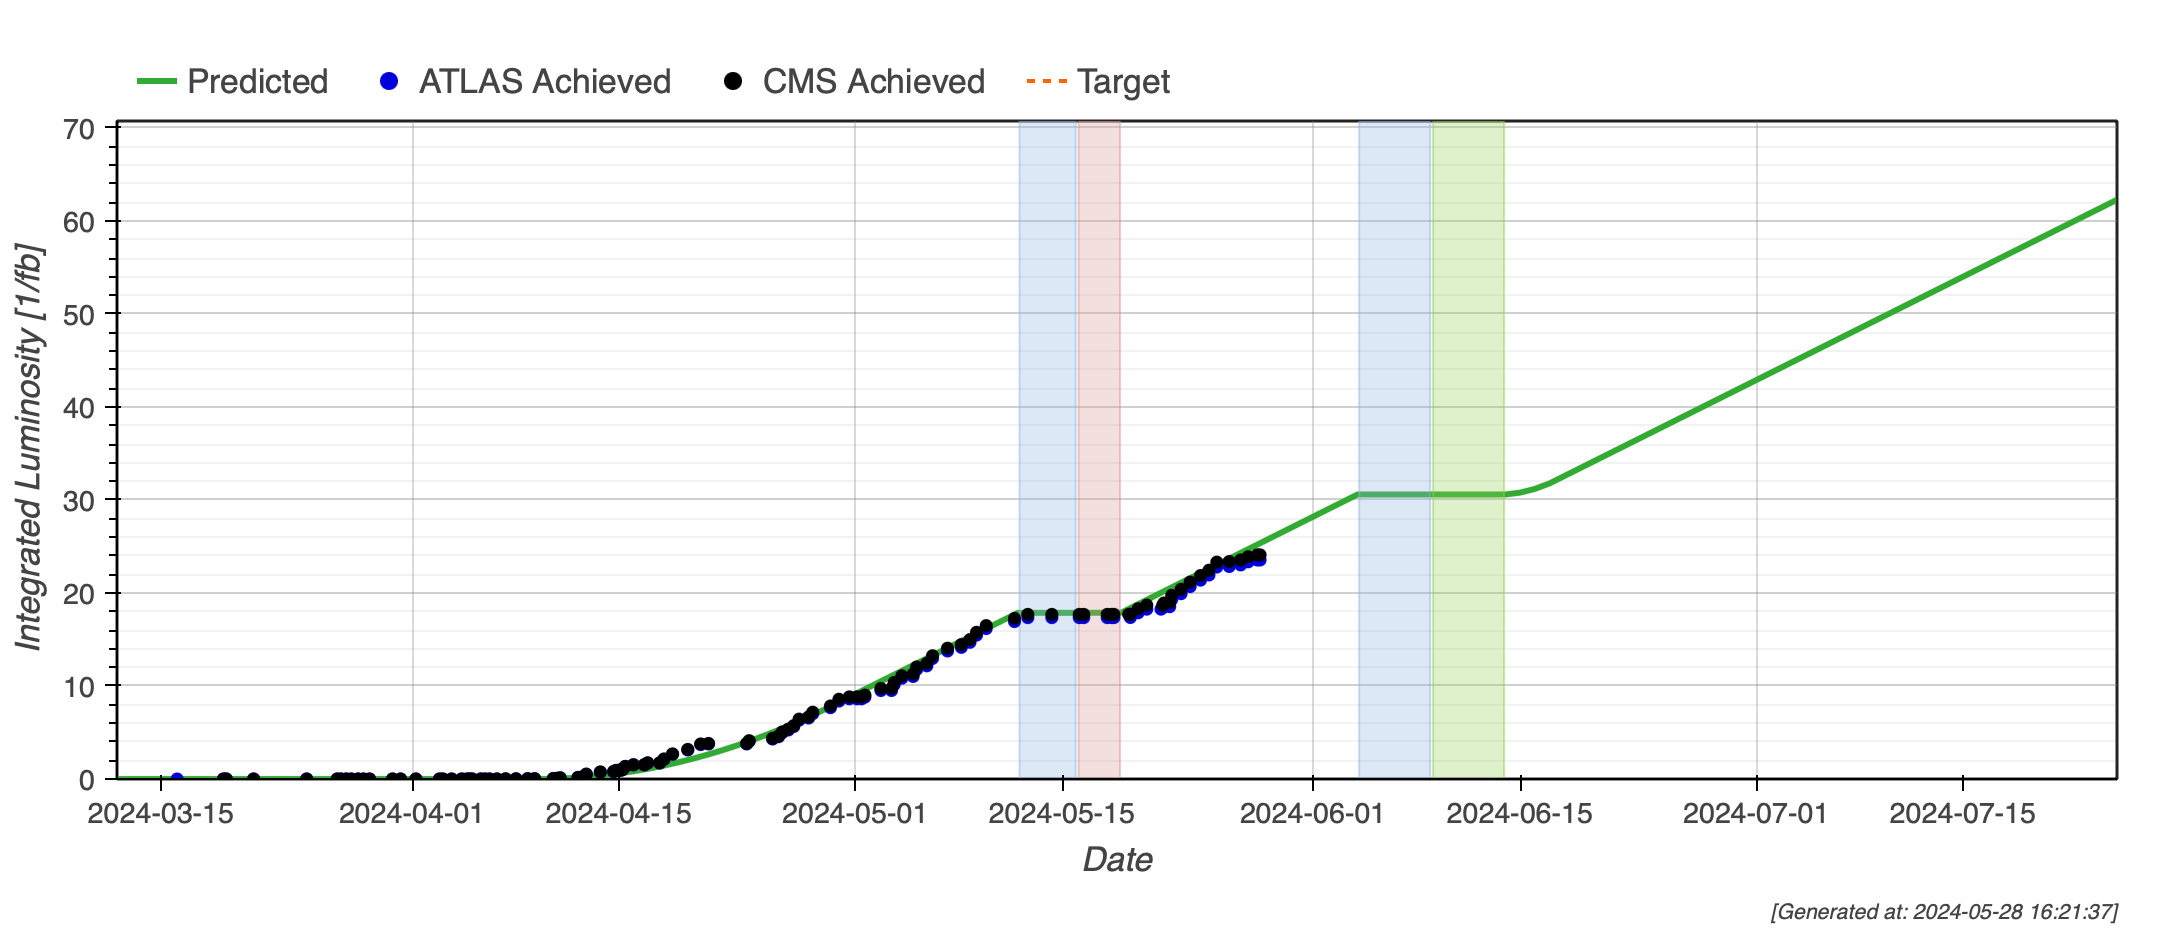 Predicted ATLAS Achieved CMS Achieved Target
70
60
50
40
30
20
10
0
Integrated Luminosity [1/fb]
2024-03-15 2024-04-01 2024-04-15 2024-05-01 2024-05-15 2024-06-01 2024-06-15 2024-07-01 2024-07-15
Date
[Generated at: 2024-05-28 16:21:37]